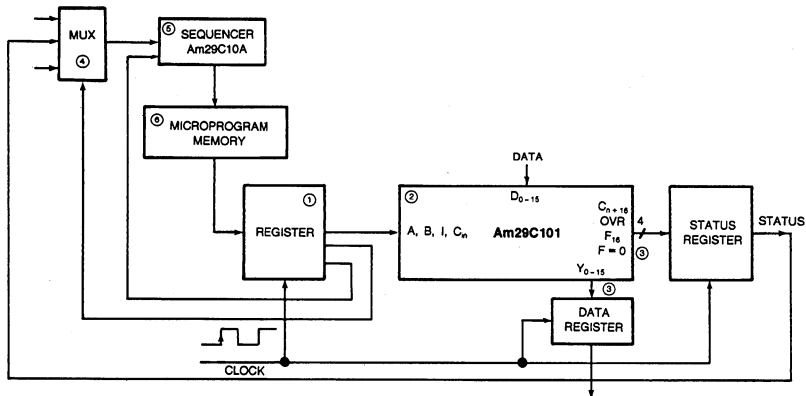 MUX
④
⑤ SEQUENCER
Am29C10A
⑥ MICROPROGRAM
MEMORY
①
REGISTER
DATA
②
D0-15
A, B, I, Cin
Am29C101
Cn+16
OVR
F16
F = 0
Y0-15
4
③
③
STATUS
REGISTER
STATUS
DATA
REGISTER
CLOCK